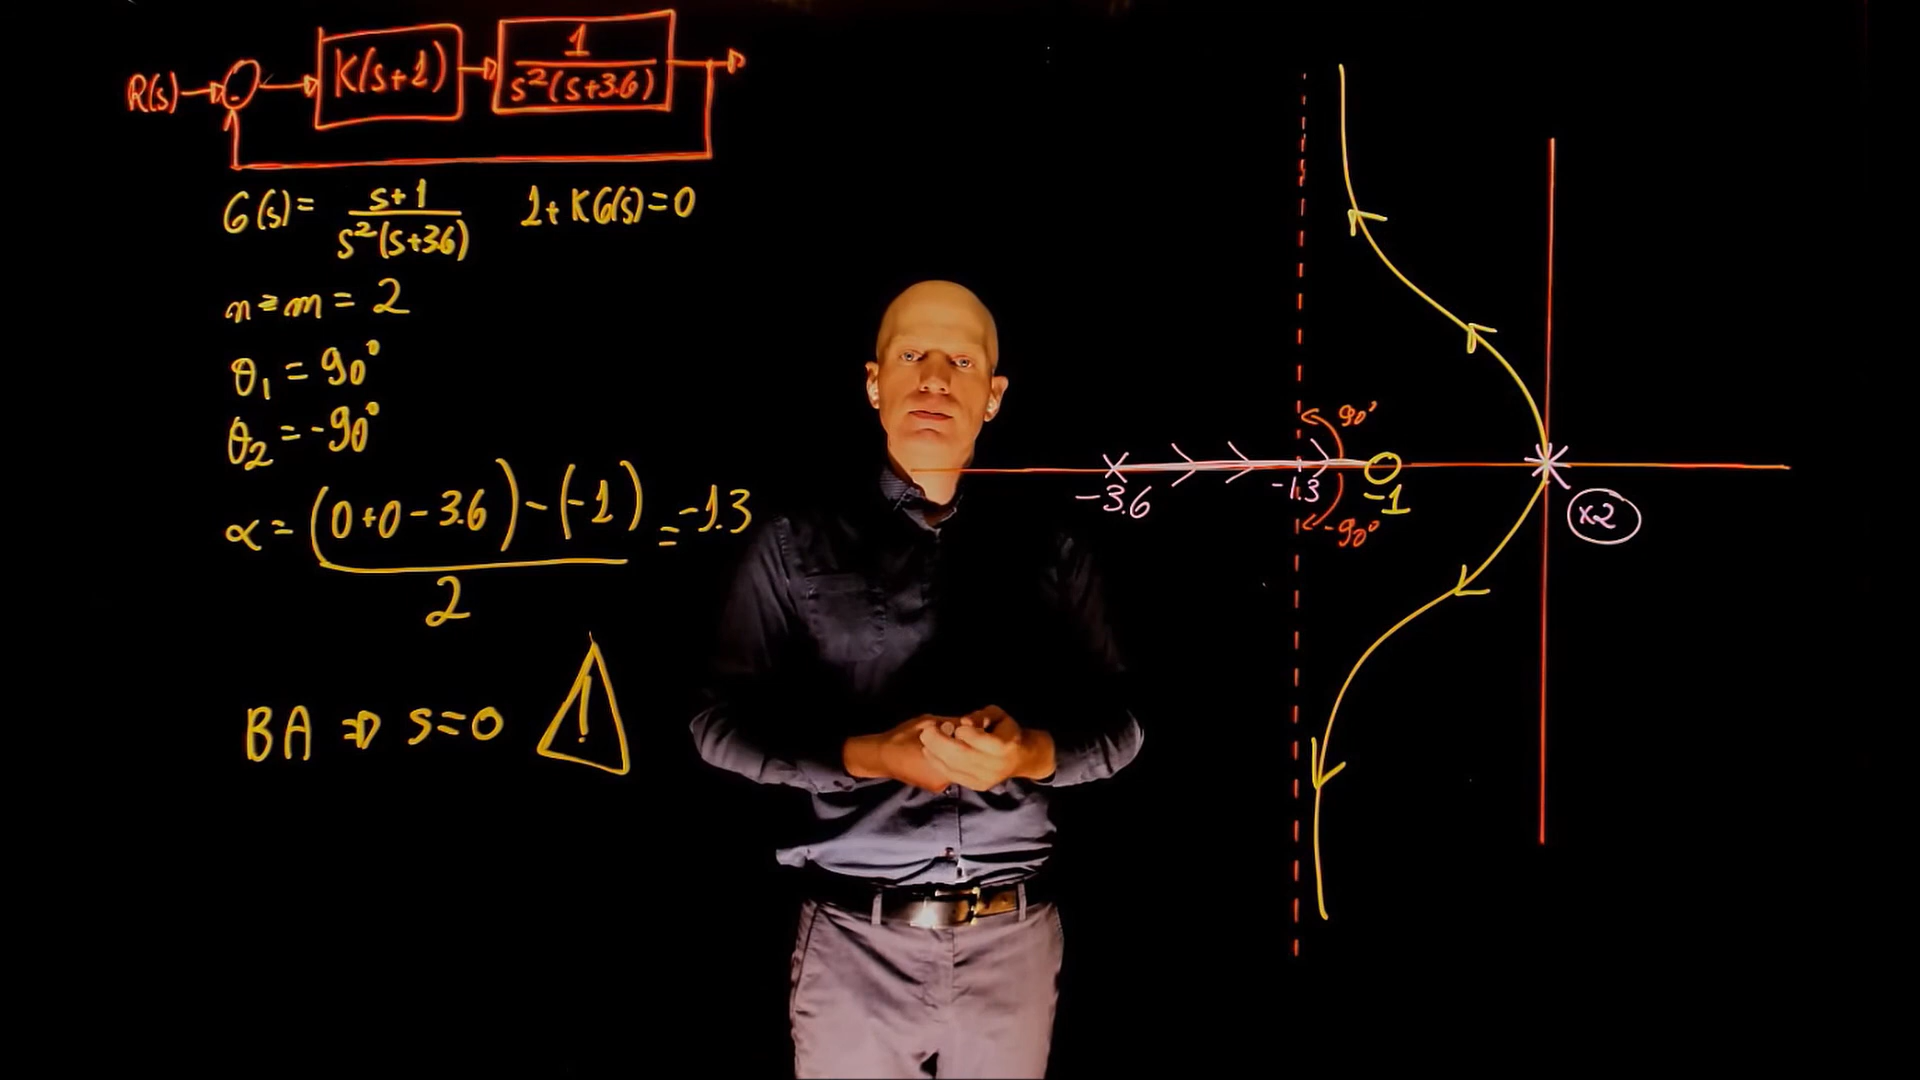 R(s) K(s+1) 1
s²(s+3.6)
G(s)= s+1
s²(s+3.6) 1+KG(s)=0
n-m=2
θ₁=90°
θ₂=-90°
α=(0+0-3.6)-(-1) =-1.3
2
BA ⇒ s=0 !
90°
-3.6 -1.3 -1
-90° x2